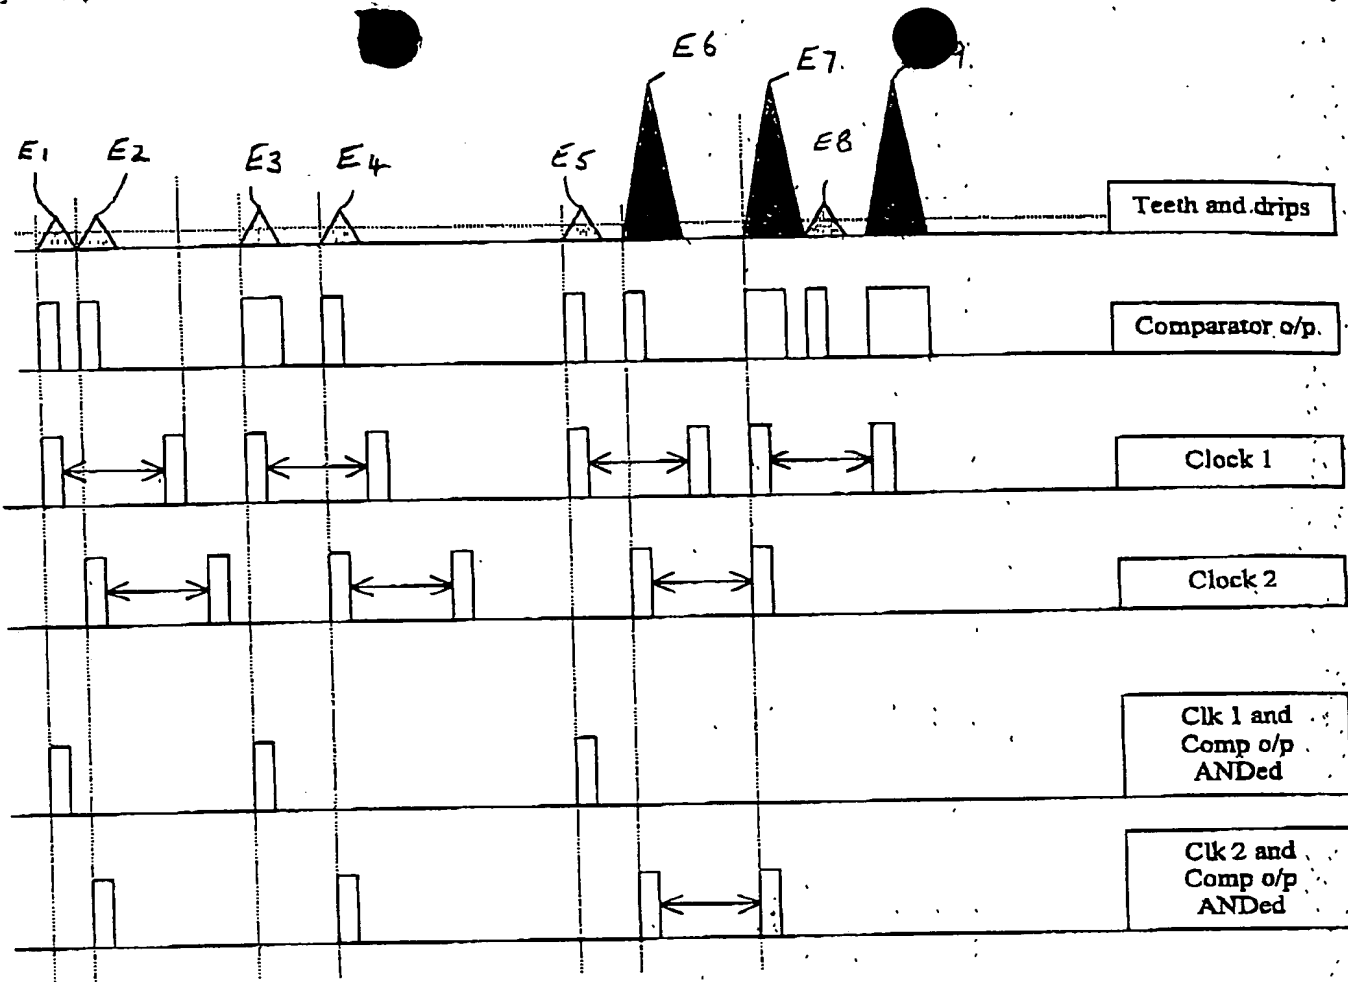 E6
E7.
9.
E1
E2
E3
E4
E5
E8
Teeth and drips
Comparator o/p.
Clock 1
Clock 2
Clk 1 and
Comp o/p
ANDed
Clk 2 and
Comp o/p
ANDed